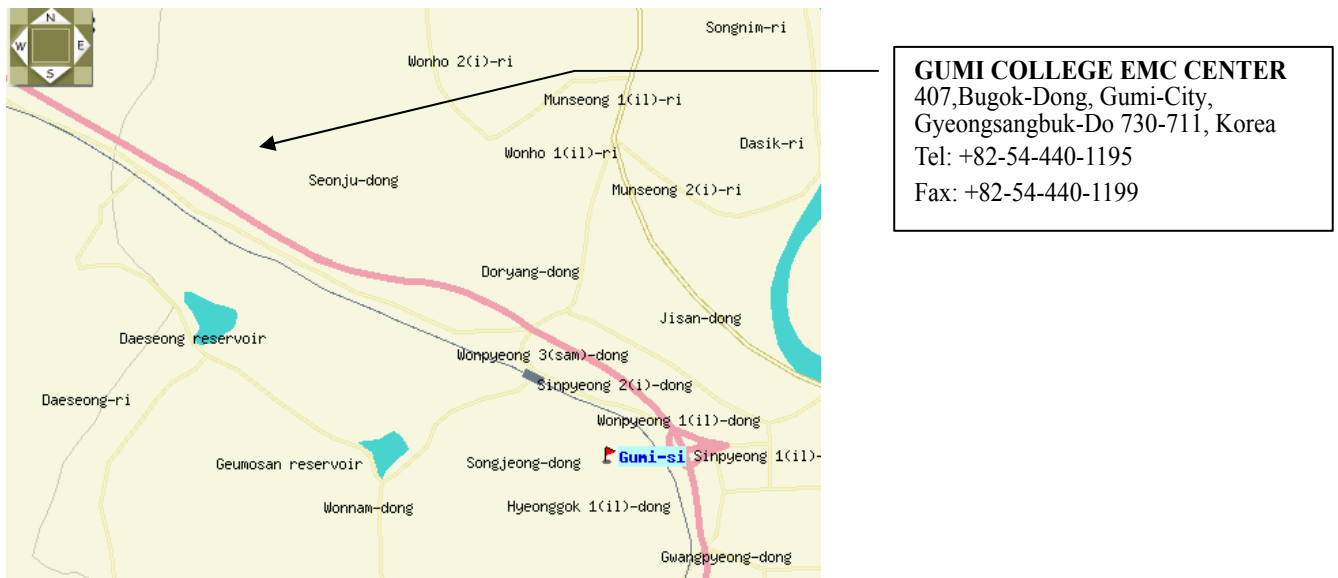 N
W
E
S
Songnim-ri
Wonho 2(i)-ri
Munseong 1(il)-ri
Dasik-ri
Wonho 1(il)-ri
Seonju-dong
Munseong 2(i)-ri
Doryang-dong
Jisan-dong
Daeseong reservoir
Wonpyeong 3(sam)-dong
Sinpyeong 2(i)-dong
Daeseong-ri
Wonpyeong 1(il)-dong
Gumi-si
Sinpyeong 1(il)-
Geumosan reservoir
Songjeong-dong
Wonnam-dong
Hyeonggok 1(il)-dong
Gwangpyeong-dong
GUMI COLLEGE EMC CENTER
407,Bugok-Dong, Gumi-City,
Gyeongsangbuk-Do 730-711, Korea
Tel: +82-54-440-1195
Fax: +82-54-440-1199